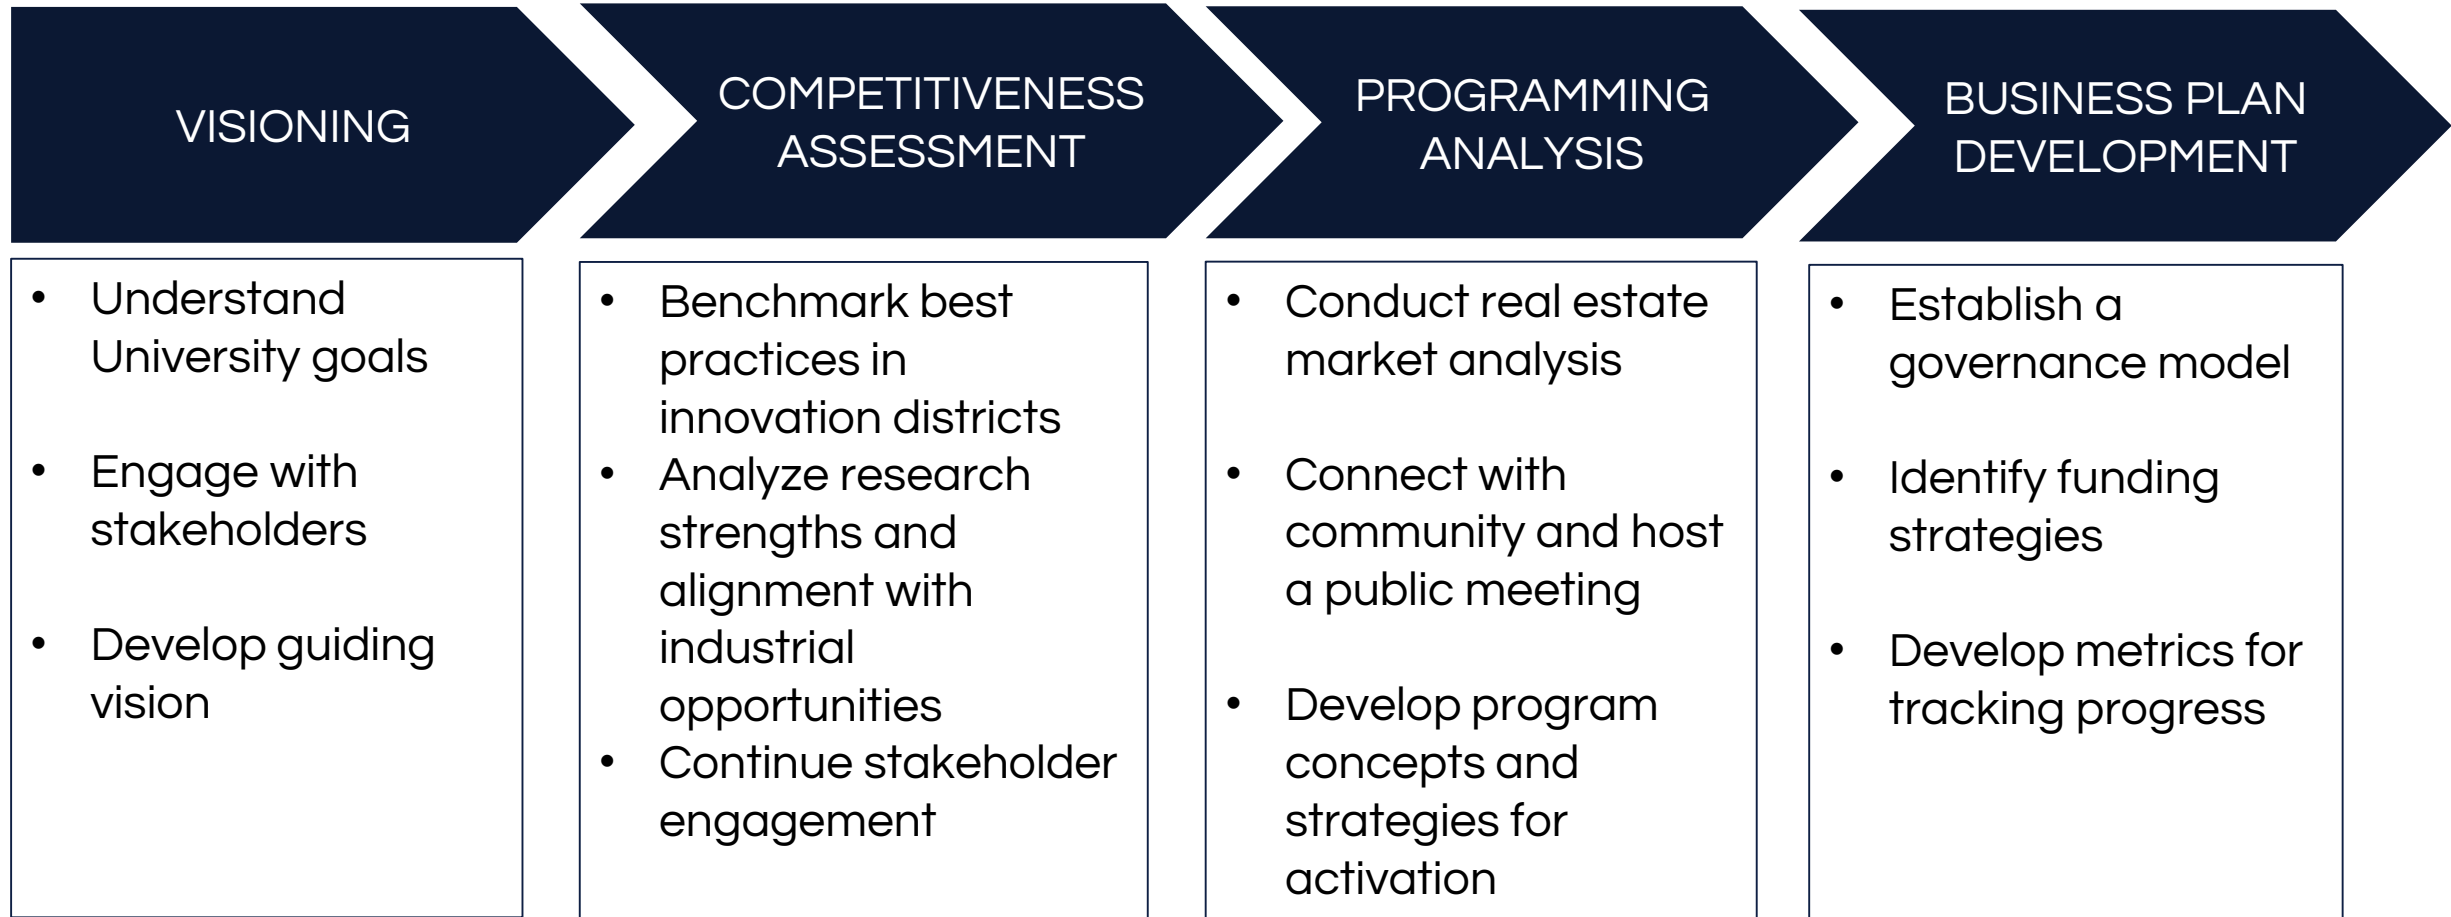 VISIONING
• Understand
University goals
• Engage with
stakeholders
• Develop guiding
vision
COMPETITIVENESS
ASSESSMENT
• Benchmark best
practices in
innovation districts
• Analyze research
strengths and
alignment with
industrial
opportunities
• Continue stakeholder
engagement
PROGRAMMING
ANALYSIS
• Conduct real estate
market analysis
• Connect with
community and host
a public meeting
• Develop program
concepts and
strategies for
activation
BUSINESS PLAN
DEVELOPMENT
• Establish a
governance model
• Identify funding
strategies
• Develop metrics for
tracking progress